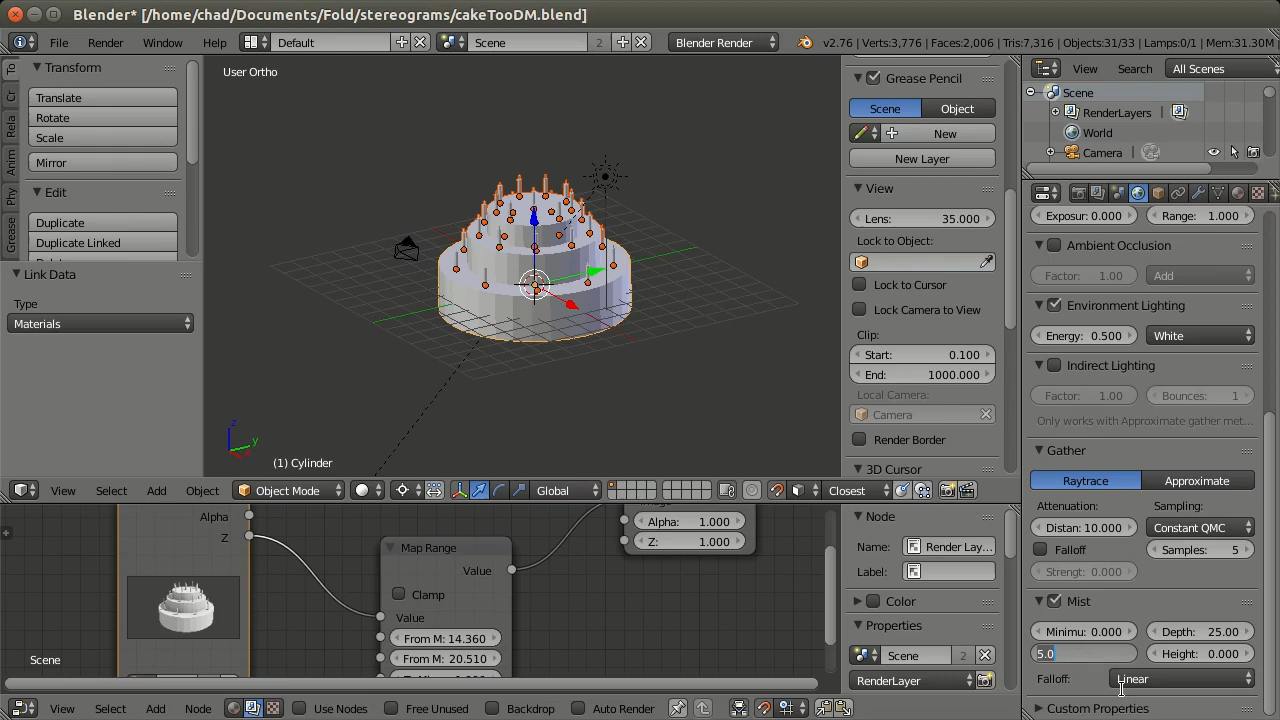 Blender* [/home/chad/Documents/Fold/stereograms/cakeTooDM.blend]
File Render Window Help Default Scene 2 Blender Render v2.76 | Verts:3,776 | Faces:2,006 | Tris:7,316 | Objects:31/33 | Lamps:0/1 | Mem:31.30M
To
Cr
Rela
Anim
Phy
Grease
Transform
Translate
Rotate
Scale
Mirror
Edit
Duplicate
Duplicate Linked
Link Data
Type
Materials
User Ortho
z
y
(1) Cylinder
Grease Pencil
Scene Object
New
New Layer
View
Lens: 35.000
Lock to Object:
Lock to Cursor
Lock Camera to View
Clip:
Start: 0.100
End: 1000.000
Local Camera:
Camera
Render Border
3D Cursor
View Search All Scenes
Scene
RenderLayers |
World
Camera |
Exposur: 0.000 Range: 1.000
Ambient Occlusion
Factor: 1.00 Add
Environment Lighting
Energy: 0.500 White
Indirect Lighting
Factor: 1.00 Bounces: 1
Only works with Approximate gather met...
Gather
Raytrace Approximate
Attenuation: Sampling:
Distan: 10.000 Constant QMC
Falloff Samples: 5
Strengt: 0.000
Mist
Minimu: 0.000 Depth: 25.00
5.0 Height: 0.000
Falloff: Linear
Custom Properties
View Select Add Object Object Mode Global Closest
Alpha
Z
Map Range
Value
Clamp
Value
From M: 14.360
From M: 20.510
Alpha: 1.000
Z: 1.000
Scene
Node
Name: Render Lay...
Label:
Color
Properties
Scene 2
RenderLayer
View Select Add Node Use Nodes Free Unused Backdrop Auto Render